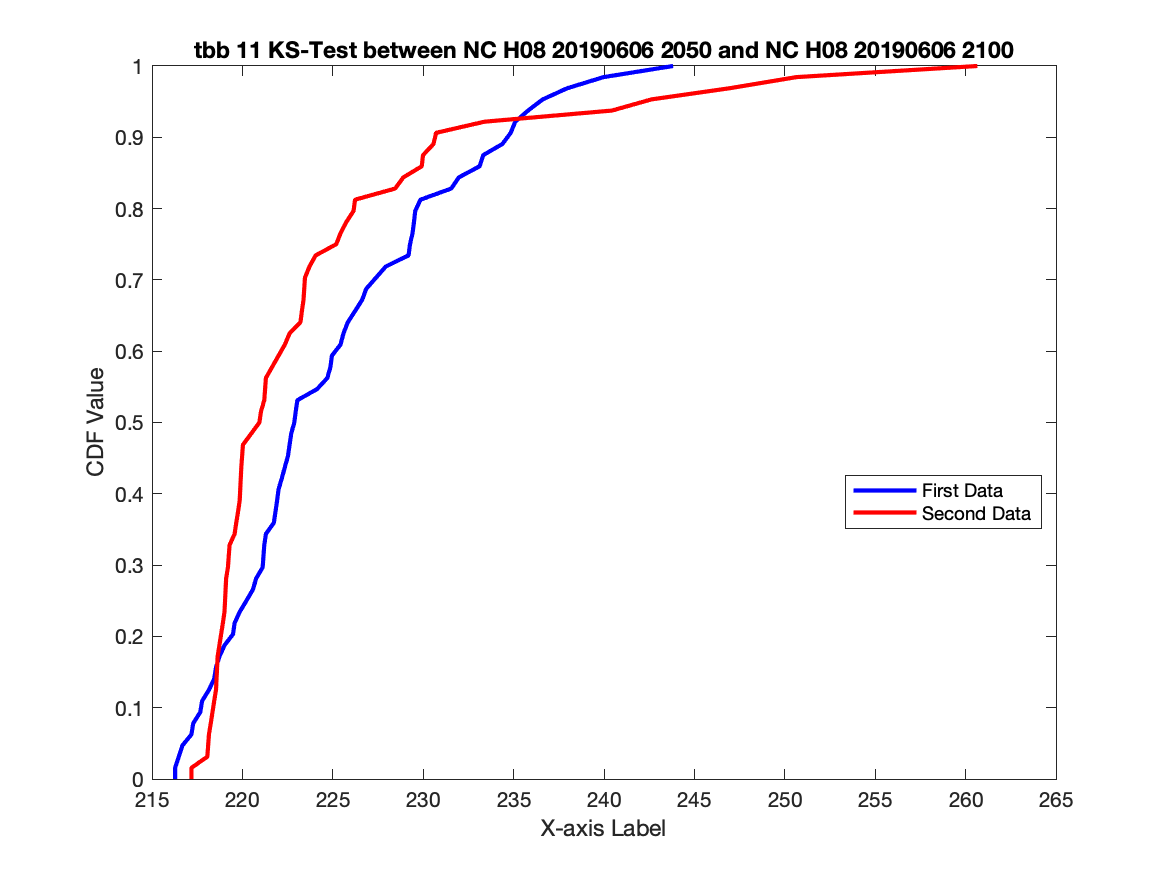 tbb 11 KS-Test between NC H08 20190606 2050 and NC H08 20190606 2100
1
0.9
0.8
0.7
0.6
0.5
0.4
0.3
0.2
0.1
0
CDF Value
First Data
Second Data
215 220 225 230 235 240 245 250 255 260 265
X-axis Label